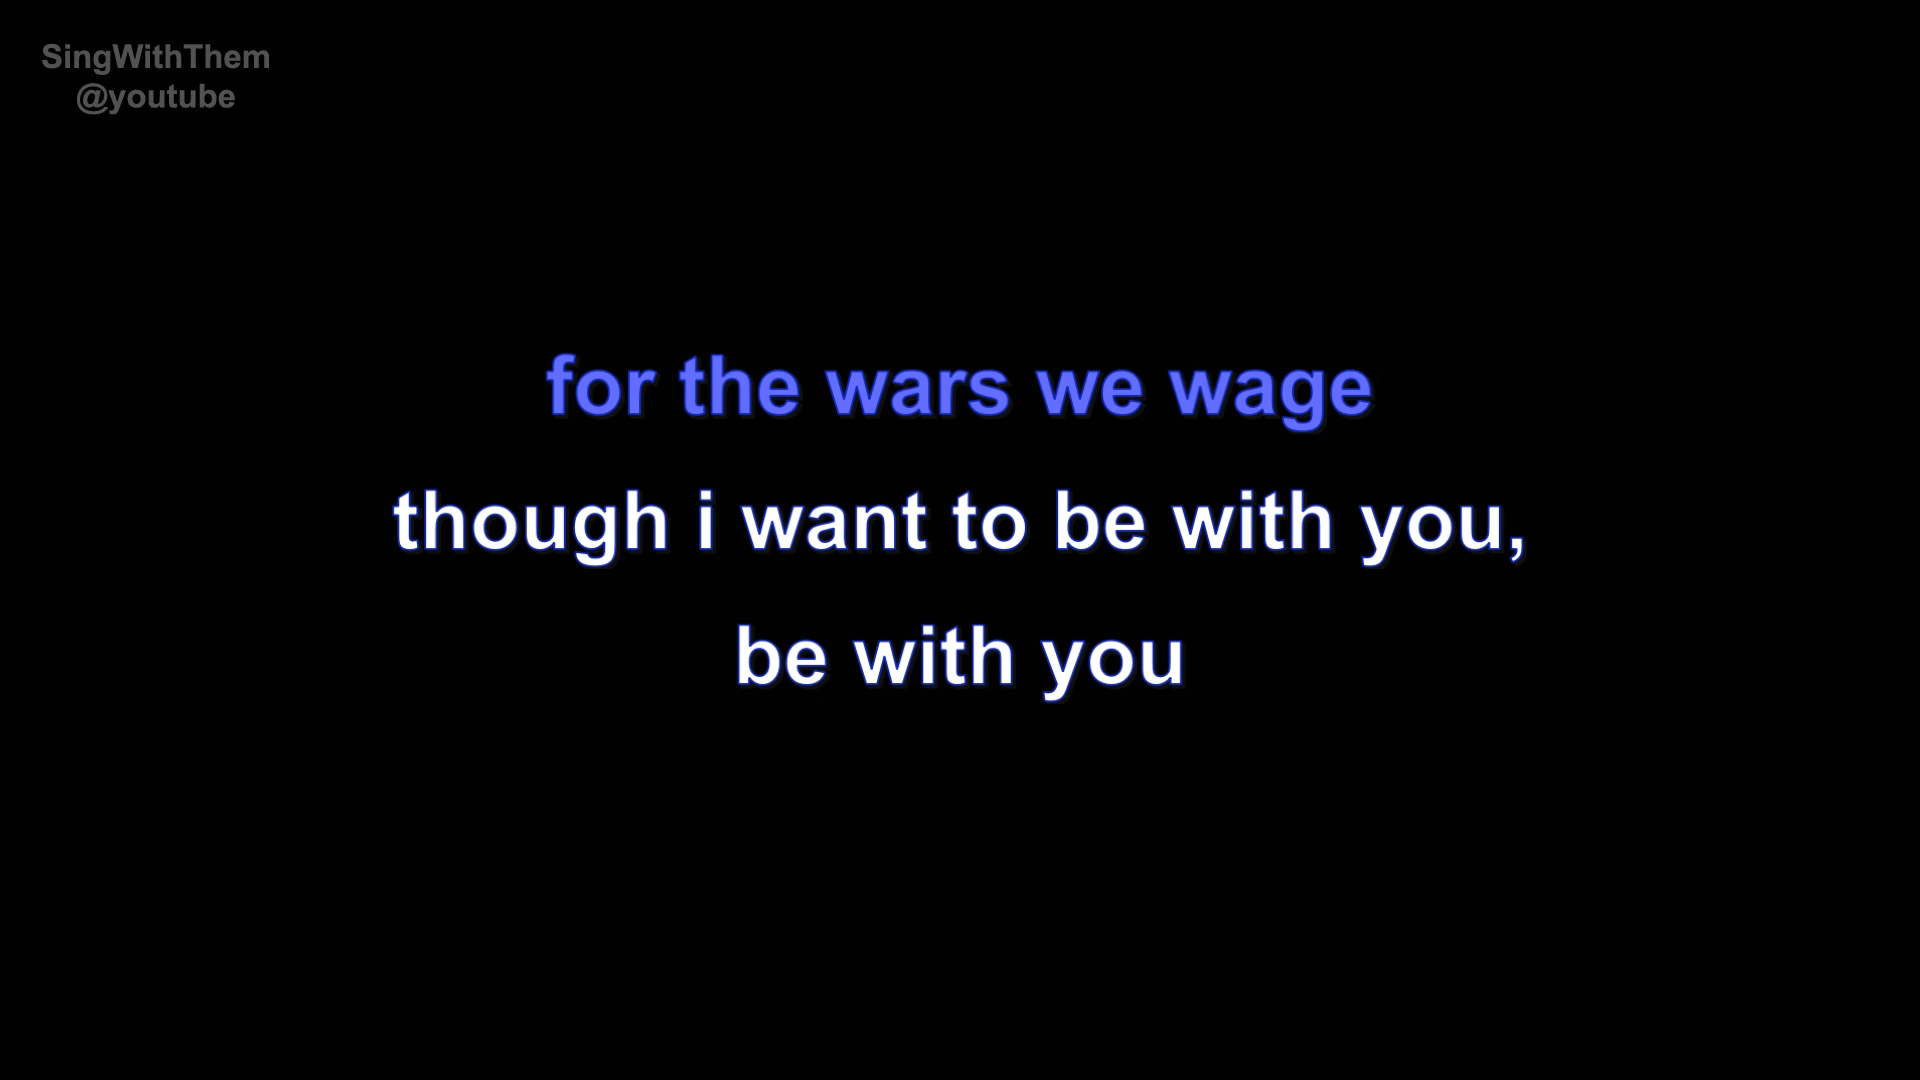 SingWithThem
@youtube
for the wars we wage
though i want to be with you,
be with you